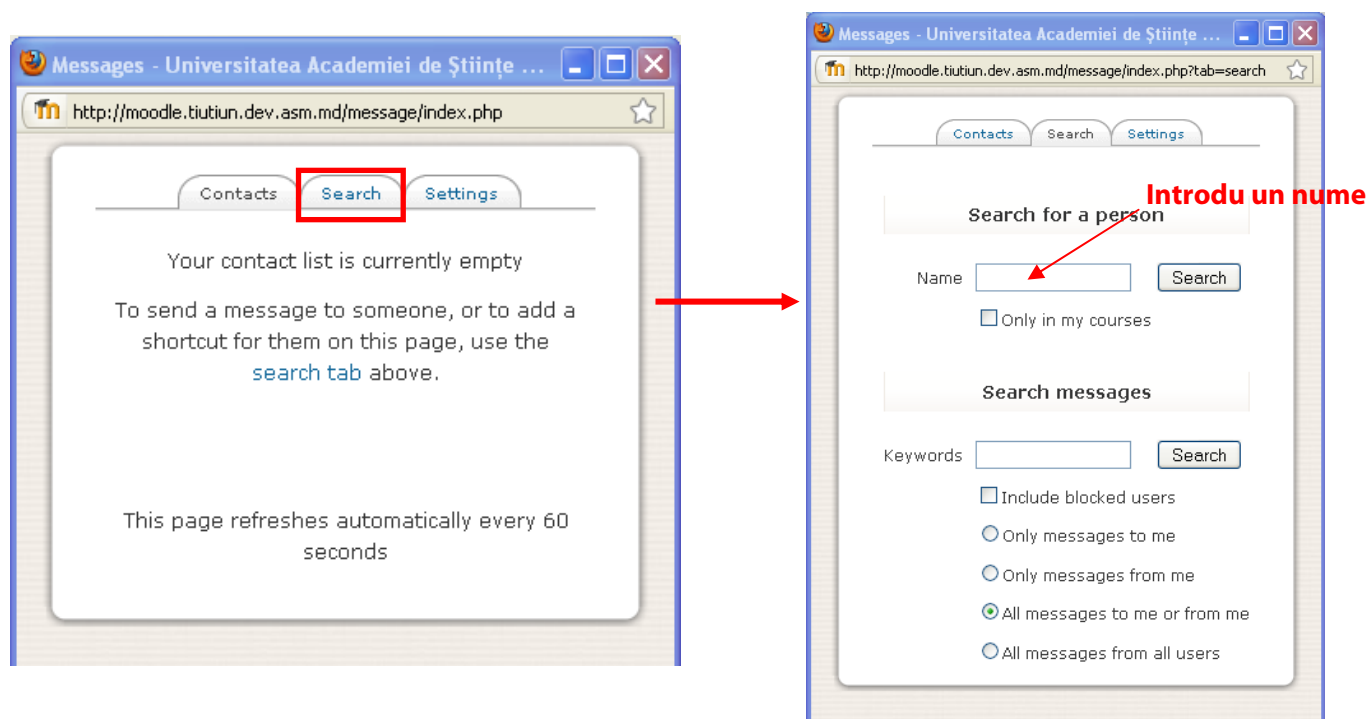 Messages - Universitatea Academiei de Științe ...
http://moodle.tiutiun.dev.asm.md/message/index.php
Contacts Search Settings
Your contact list is currently empty
To send a message to someone, or to add a
shortcut for them on this page, use the
search tab above.
This page refreshes automatically every 60
seconds
Messages - Universitatea Academiei de Științe ...
http://moodle.tiutiun.dev.asm.md/message/index.php?tab=search
Contacts Search Settings
Introdu un nume
Search for a person
Name Search
Only in my courses
Search messages
Keywords Search
Include blocked users
Only messages to me
Only messages from me
All messages to me or from me
All messages from all users